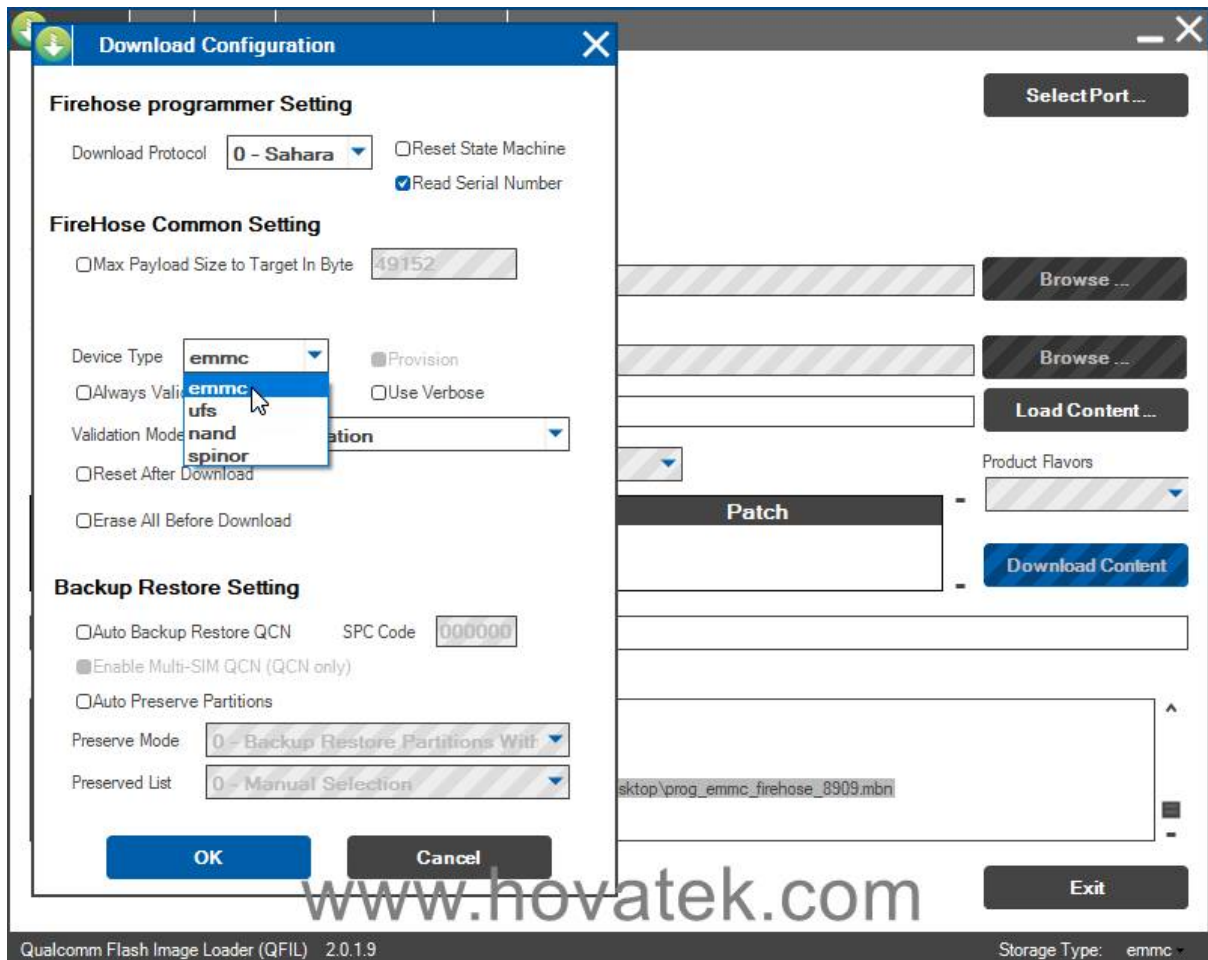 Download Configuration
Firehose programmer Setting
Download Protocol 0 - Sahara Reset State Machine
Read Serial Number
FireHose Common Setting
Max Payload Size to Target In Byte 49152
Device Type emmc Provision
Always Vali Use Verbose
emmc
ufs
nand
spinor
Validation Mode ation
Reset After Download
Erase All Before Download
Backup Restore Setting
Auto Backup Restore QCN SPC Code 000000
Enable Multi-SIM QCN (QCN only)
Auto Preserve Partitions
Preserve Mode 0 - Backup Restore Partitions With
Preserved List 0 - Manual Selection
OK Cancel
Select Port ...
Browse ...
Browse ...
Load Content ...
Product Flavors
Patch
Download Content
sktop\prog_emmc_firehose_8909.mbn
Exit
www.hovatek.com
Qualcomm Flash Image Loader (QFIL) 2.0.1.9 Storage Type: emmc